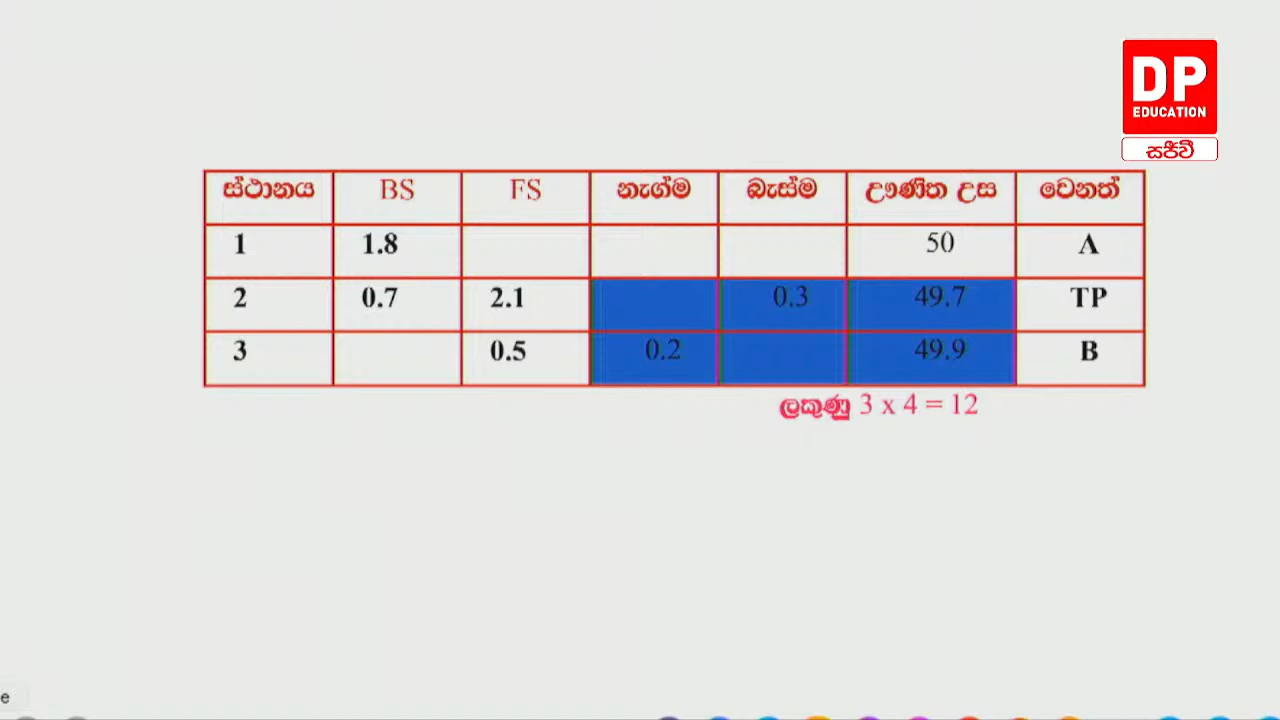 DP
EDUCATION
සජීවී
ස්ථානය BS FS නැග්ම බැස්ම ඌණිත උස වෙනත්
1 1.8 50 A
2 0.7 2.1 0.3 49.7 TP
3 0.5 0.2 49.9 B
ලකුණු 3 x 4 = 12
e